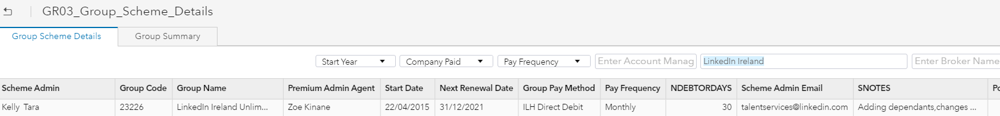 GR03_Group_Scheme_Details
Group Scheme Details Group Summary
Start Year Company Paid Pay Frequency Enter Account Manag LinkedIn Ireland Enter Broker Name
Scheme Admin Group Code Group Name Premium Admin Agent Start Date Next Renewal Date Group Pay Method Pay Frequency NDEBTORDAYS Scheme Admin Email SNOTES Po
Kelly Tara 23226 LinkedIn Ireland Unlim... Zoe Kinane 22/04/2015 31/12/2021 ILH Direct Debit Monthly 30 talentservices@linkedin.com Adding dependants,changes ...